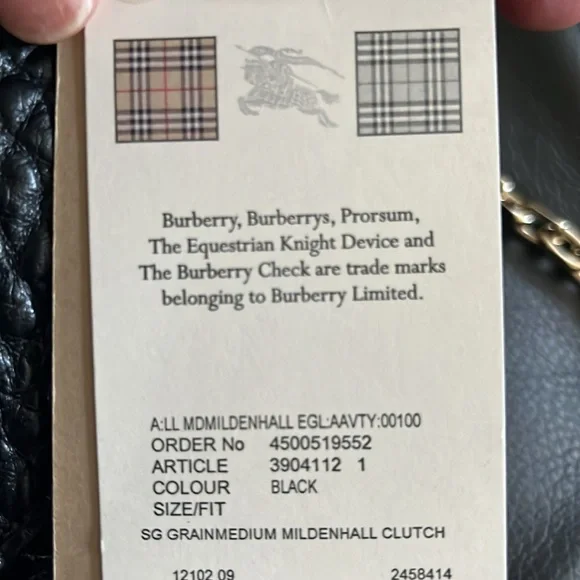 Burberry, Burberrys, Prorsum,
The Equestrian Knight Device and
The Burberry Check are trade marks
belonging to Burberry Limited.
A:LL MDMILDENHALL EGL:AAVTY:00100
ORDER No 4500519552
ARTICLE 3904112 1
COLOUR BLACK
SIZE/FIT
SG GRAINMEDIUM MILDENHALL CLUTCH
12102 09 2458414